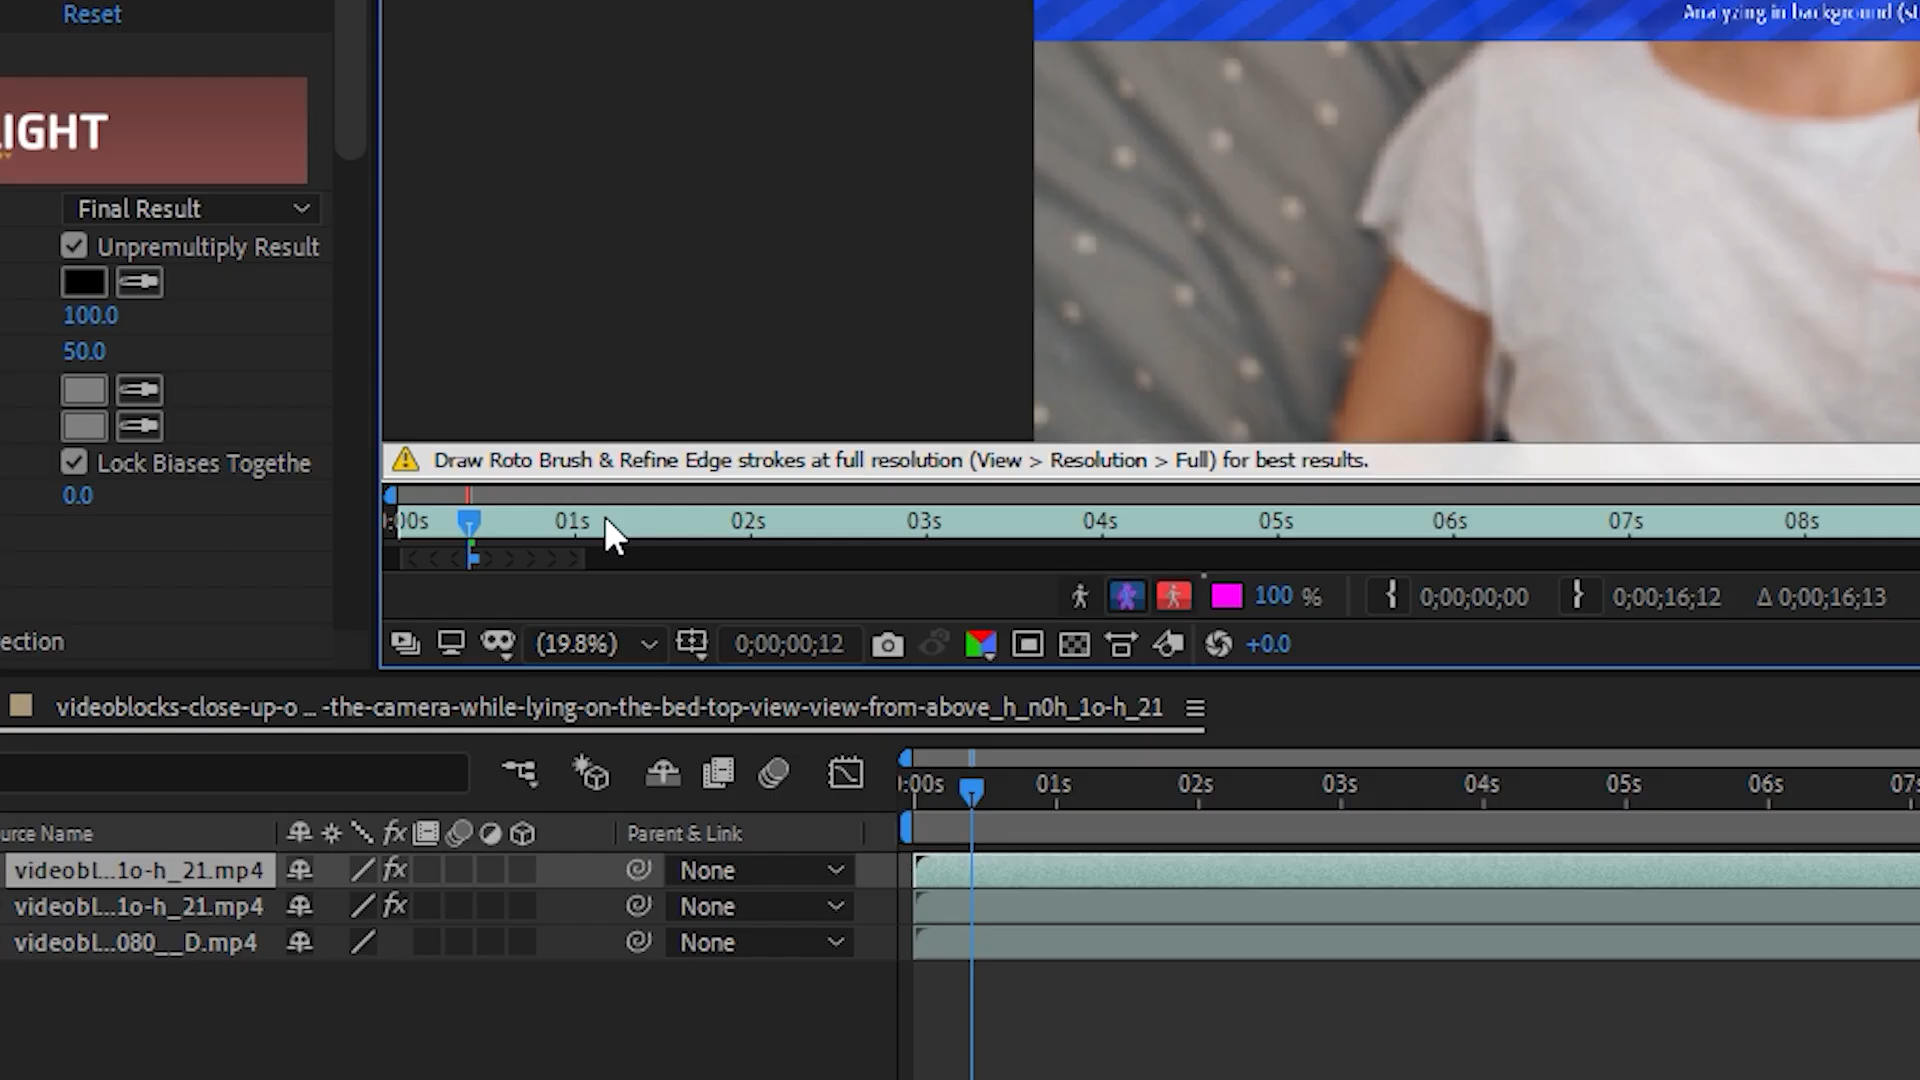 Reset
Analyzing in background (st
IGHT
Final Result
Unpremultiply Result
100.0
50.0
Lock Biases Togethe
0.0
Draw Roto Brush & Refine Edge strokes at full resolution (View > Resolution > Full) for best results.
:00s 01s 02s 03s 04s 05s 06s 07s 08s
100 % { 0;00;00;00 } 0;00;16;12 Δ 0;00;16;13
ection
(19.8%) 0;00;00;12 +0.0
videoblocks-close-up-o ... -the-camera-while-lying-on-the-bed-top-view-view-from-above_h_n0h_1o-h_21
:00s 01s 02s 03s 04s 05s 06s 07s
urce Name fx Parent & Link
videobl...1o-h_21.mp4 fx None
videobl...1o-h_21.mp4 fx None
videobl...080__D.mp4 None